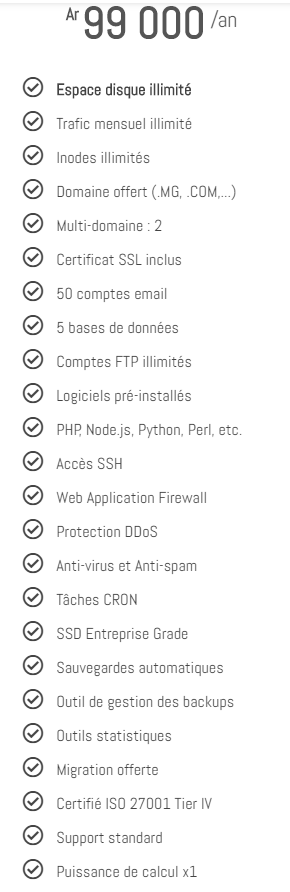 Ar 99 000 /an
Espace disque illimité
Trafic mensuel illimité
Inodes illimités
Domaine offert (.MG, .COM,...)
Multi-domaine : 2
Certificat SSL inclus
50 comptes email
5 bases de données
Comptes FTP illimités
Logiciels pré-installés
PHP, Node.js, Python, Perl, etc.
Accès SSH
Web Application Firewall
Protection DDoS
Anti-virus et Anti-spam
Tâches CRON
SSD Entreprise Grade
Sauvegardes automatiques
Outil de gestion des backups
Outils statistiques
Migration offerte
Certifié ISO 27001 Tier IV
Support standard
Puissance de calcul x1